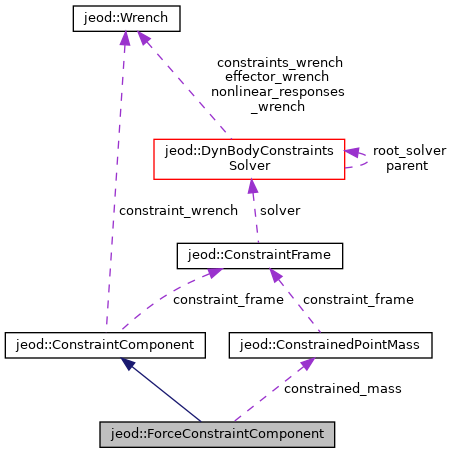 jeod::Wrench
constraints_wrench
effector_wrench
nonlinear_responses
_wrench
jeod::DynBodyConstraints
Solver
root_solver
parent
constraint_wrench
solver
jeod::ConstraintFrame
constraint_frame
constraint_frame
jeod::ConstraintComponent
jeod::ConstrainedPointMass
constrained_mass
jeod::ForceConstraintComponent